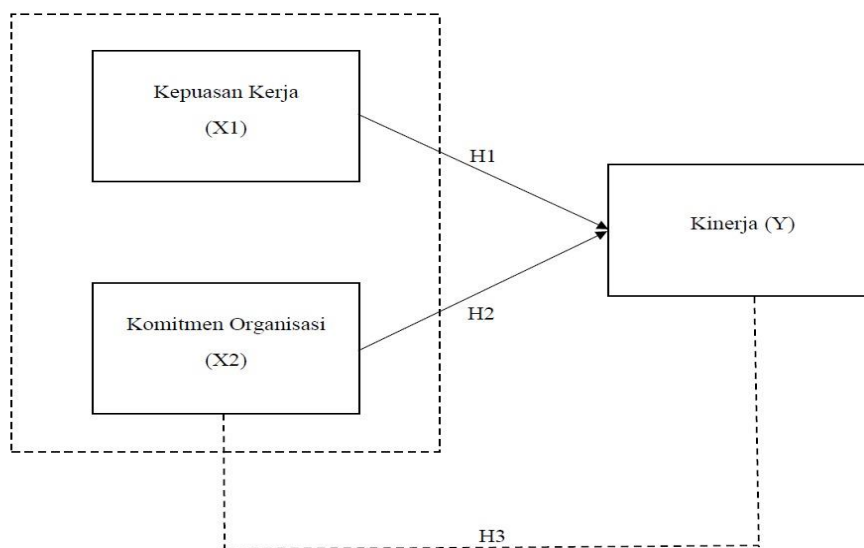 Kepuasan Kerja
(X1)
H1
Kinerja (Y)
Komitmen Organisasi
(X2)
H2
H3